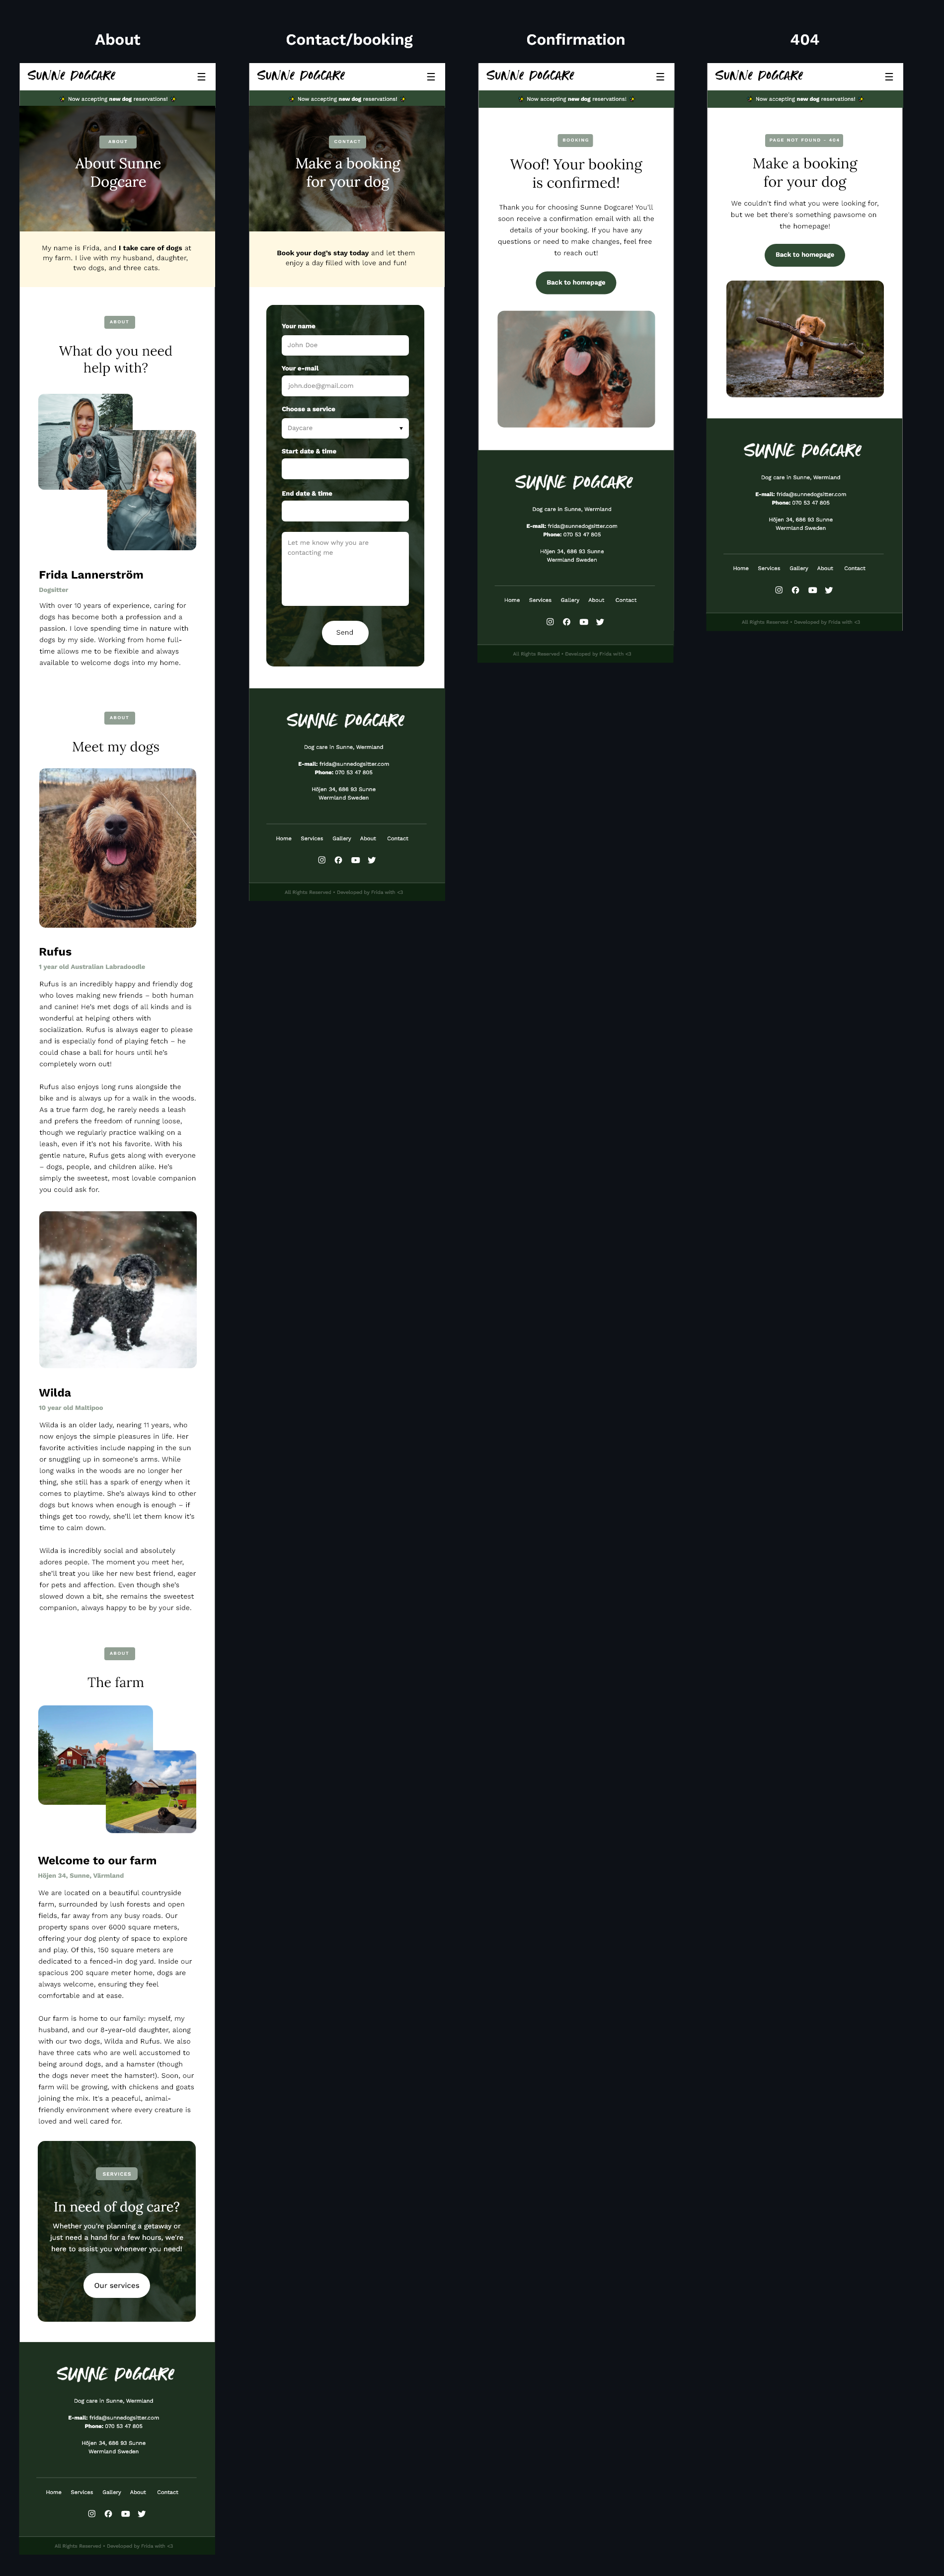 About
SUNNE DOGCARE
Now accepting new dog reservations!
ABOUT
About Sunne
Dogcare
My name is Frida, and I take care of dogs at
my farm. I live with my husband, daughter,
two dogs, and three cats.
ABOUT
What do you need
help with?
Frida Lannerström
Dogsitter
With over 10 years of experience, caring for
dogs has become both a profession and a
passion. I love spending time in nature with
dogs by my side. Working from home full-
time allows me to be flexible and always
available to welcome dogs into my home.
ABOUT
Meet my dogs
Rufus
1 year old Australian Labradoodle
Rufus is an incredibly happy and friendly dog
who loves making new friends – both human
and canine! He's met dogs of all kinds and is
wonderful at helping others with
socialization. Rufus is always eager to please
and is especially fond of playing fetch – he
could chase a ball for hours until he's
completely worn out!
Rufus also enjoys long runs alongside the
bike and is always up for a walk in the woods.
As a true farm dog, he rarely needs a leash
and prefers the freedom of running loose,
though we regularly practice walking on a
leash, even if it's not his favorite. With his
gentle nature, Rufus gets along with everyone
– dogs, people, and children alike. He's
simply the sweetest, most lovable companion
you could ask for.
Wilda
10 year old Maltipoo
Wilda is an older lady, nearing 11 years, who
now enjoys the simple pleasures in life. Her
favorite activities include napping in the sun
or snuggling up in someone's arms. While
long walks in the woods are no longer her
thing, she still has a spark of energy when it
comes to playtime. She's always kind to other
dogs but knows when enough is enough – if
things get too rowdy, she'll let them know it's
time to calm down.
Wilda is incredibly social and absolutely
adores people. The moment you meet her,
she'll treat you like her new best friend, eager
for pets and affection. Even though she's
slowed down a bit, she remains the sweetest
companion, always happy to be by your side.
ABOUT
The farm
Welcome to our farm
Höjen 34, Sunne, Värmland
We are located on a beautiful countryside
farm, surrounded by lush forests and open
fields, far away from any busy roads. Our
property spans over 6000 square meters,
offering your dog plenty of space to explore
and play. Of this, 150 square meters are
dedicated to a fenced-in dog yard. Inside our
spacious 200 square meter home, dogs are
always welcome, ensuring they feel
comfortable and at ease.
Our farm is home to our family: myself, my
husband, and our 8-year-old daughter, along
with our two dogs, Wilda and Rufus. We also
have three cats who are well accustomed to
being around dogs, and a hamster (though
the dogs never meet the hamster!). Soon, our
farm will be growing, with chickens and goats
joining the mix. It's a peaceful, animal-
friendly environment where every creature is
loved and well cared for.
SERVICES
In need of dog care?
Whether you're planning a getaway or
just need a hand for a few hours, we're
here to assist you whenever you need!
Our services
SUNNE DOGCARE
Dog care in Sunne, Wermland
E-mail: frida@sunnedogsitter.com
Phone: 070 53 47 805
Höjen 34, 686 93 Sunne
Wermland Sweden
Home Services Gallery About Contact
All Rights Reserved • Developed by Frida with <3
Contact/booking
SUNNE DOGCARE
Now accepting new dog reservations!
CONTACT
Make a booking
for your dog
Book your dog's stay today and let them
enjoy a day filled with love and fun!
Your name
John Doe
Your e-mail
john.doe@gmail.com
Choose a service
Daycare
Start date & time
End date & time
Let me know why you are
contacting me
Send
SUNNE DOGCARE
Dog care in Sunne, Wermland
E-mail: frida@sunnedogsitter.com
Phone: 070 53 47 805
Höjen 34, 686 93 Sunne
Wermland Sweden
Home Services Gallery About Contact
All Rights Reserved • Developed by Frida with <3
Confirmation
SUNNE DOGCARE
Now accepting new dog reservations!
BOOKING
Woof! Your booking
is confirmed!
Thank you for choosing Sunne Dogcare! You'll
soon receive a confirmation email with all the
details of your booking. If you have any
questions or need to make changes, feel free
to reach out!
Back to homepage
SUNNE DOGCARE
Dog care in Sunne, Wermland
E-mail: frida@sunnedogsitter.com
Phone: 070 53 47 805
Höjen 34, 686 93 Sunne
Wermland Sweden
Home Services Gallery About Contact
All Rights Reserved • Developed by Frida with <3
404
SUNNE DOGCARE
Now accepting new dog reservations!
PAGE NOT FOUND - 404
Make a booking
for your dog
We couldn't find what you were looking for,
but we bet there's something pawsome on
the homepage!
Back to homepage
SUNNE DOGCARE
Dog care in Sunne, Wermland
E-mail: frida@sunnedogsitter.com
Phone: 070 53 47 805
Höjen 34, 686 93 Sunne
Wermland Sweden
Home Services Gallery About Contact
All Rights Reserved • Developed by Frida with <3